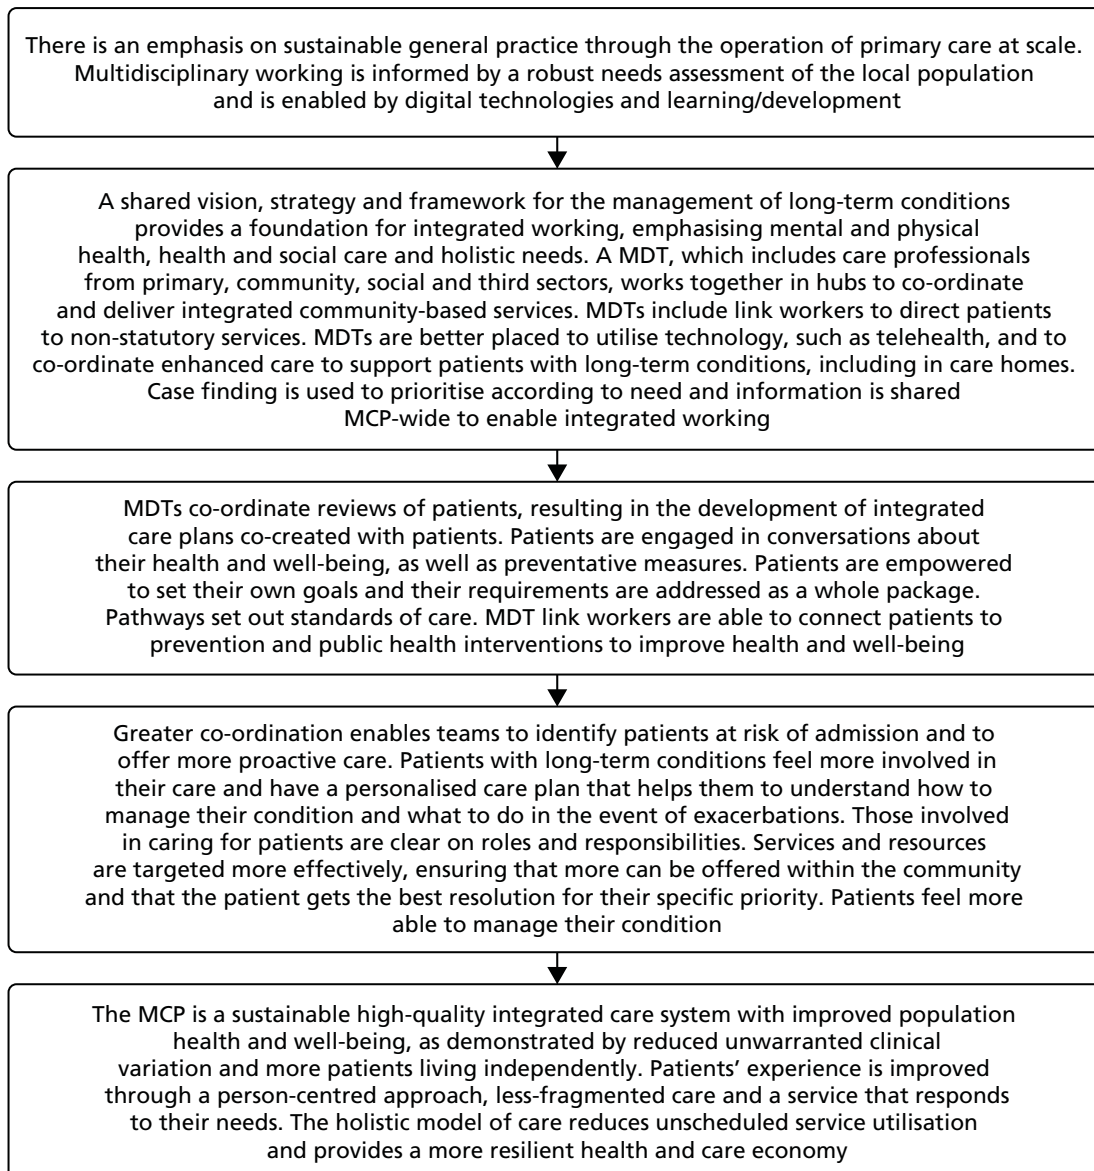 There is an emphasis on sustainable general practice through the operation of primary care at scale.
Multidisciplinary working is informed by a robust needs assessment of the local population
and is enabled by digital technologies and learning/development
A shared vision, strategy and framework for the management of long-term conditions
provides a foundation for integrated working, emphasising mental and physical
health, health and social care and holistic needs. A MDT, which includes care professionals
from primary, community, social and third sectors, works together in hubs to co-ordinate
and deliver integrated community-based services. MDTs include link workers to direct patients
to non-statutory services. MDTs are better placed to utilise technology, such as telehealth, and to
co-ordinate enhanced care to support patients with long-term conditions, including in care homes.
Case finding is used to prioritise according to need and information is shared
MCP-wide to enable integrated working
MDTs co-ordinate reviews of patients, resulting in the development of integrated
care plans co-created with patients. Patients are engaged in conversations about
their health and well-being, as well as preventative measures. Patients are empowered
to set their own goals and their requirements are addressed as a whole package.
Pathways set out standards of care. MDT link workers are able to connect patients to
prevention and public health interventions to improve health and well-being
Greater co-ordination enables teams to identify patients at risk of admission and to
offer more proactive care. Patients with long-term conditions feel more involved in
their care and have a personalised care plan that helps them to understand how to
manage their condition and what to do in the event of exacerbations. Those involved
in caring for patients are clear on roles and responsibilities. Services and resources
are targeted more effectively, ensuring that more can be offered within the community
and that the patient gets the best resolution for their specific priority. Patients feel more
able to manage their condition
The MCP is a sustainable high-quality integrated care system with improved population
health and well-being, as demonstrated by reduced unwarranted clinical
variation and more patients living independently. Patients’ experience is improved
through a person-centred approach, less-fragmented care and a service that responds
to their needs. The holistic model of care reduces unscheduled service utilisation
and provides a more resilient health and care economy